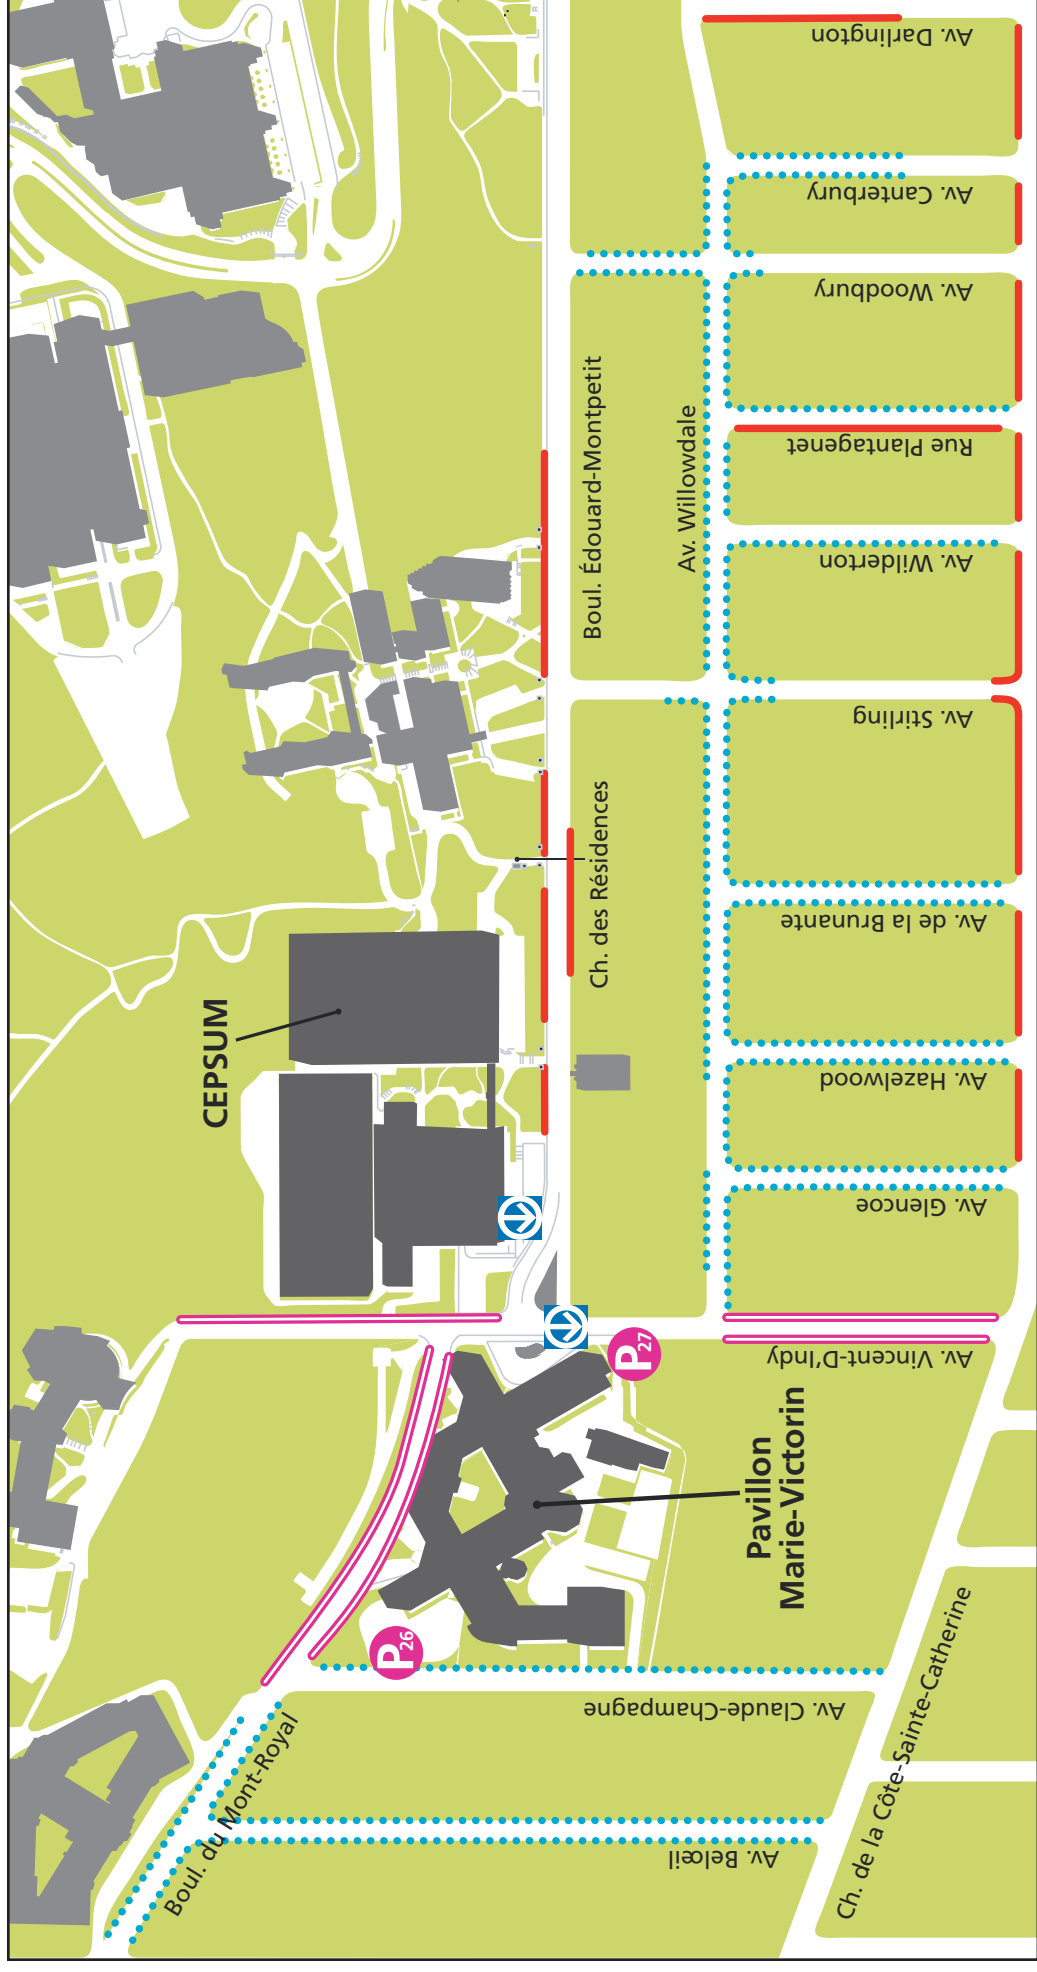 Av. Darlington
Av. Canterbury
Av. Woodbury
Boul. Édouard-Montpetit
Av. Willowdale
Rue Plantagenet
Av. Wilderton
Av. Stirling
Ch. des Résidences
Av. de la Brunante
CEPSUM
Av. Hazelwood
Av. Glencoe
P27
Av. Vincent-D'Indy
Pavillon
Marie-Victorin
P26
Av. Claude-Champagne
Boul. du Mont-Royal
Ch. de la Côte-Sainte-Catherine
Av. Belœil